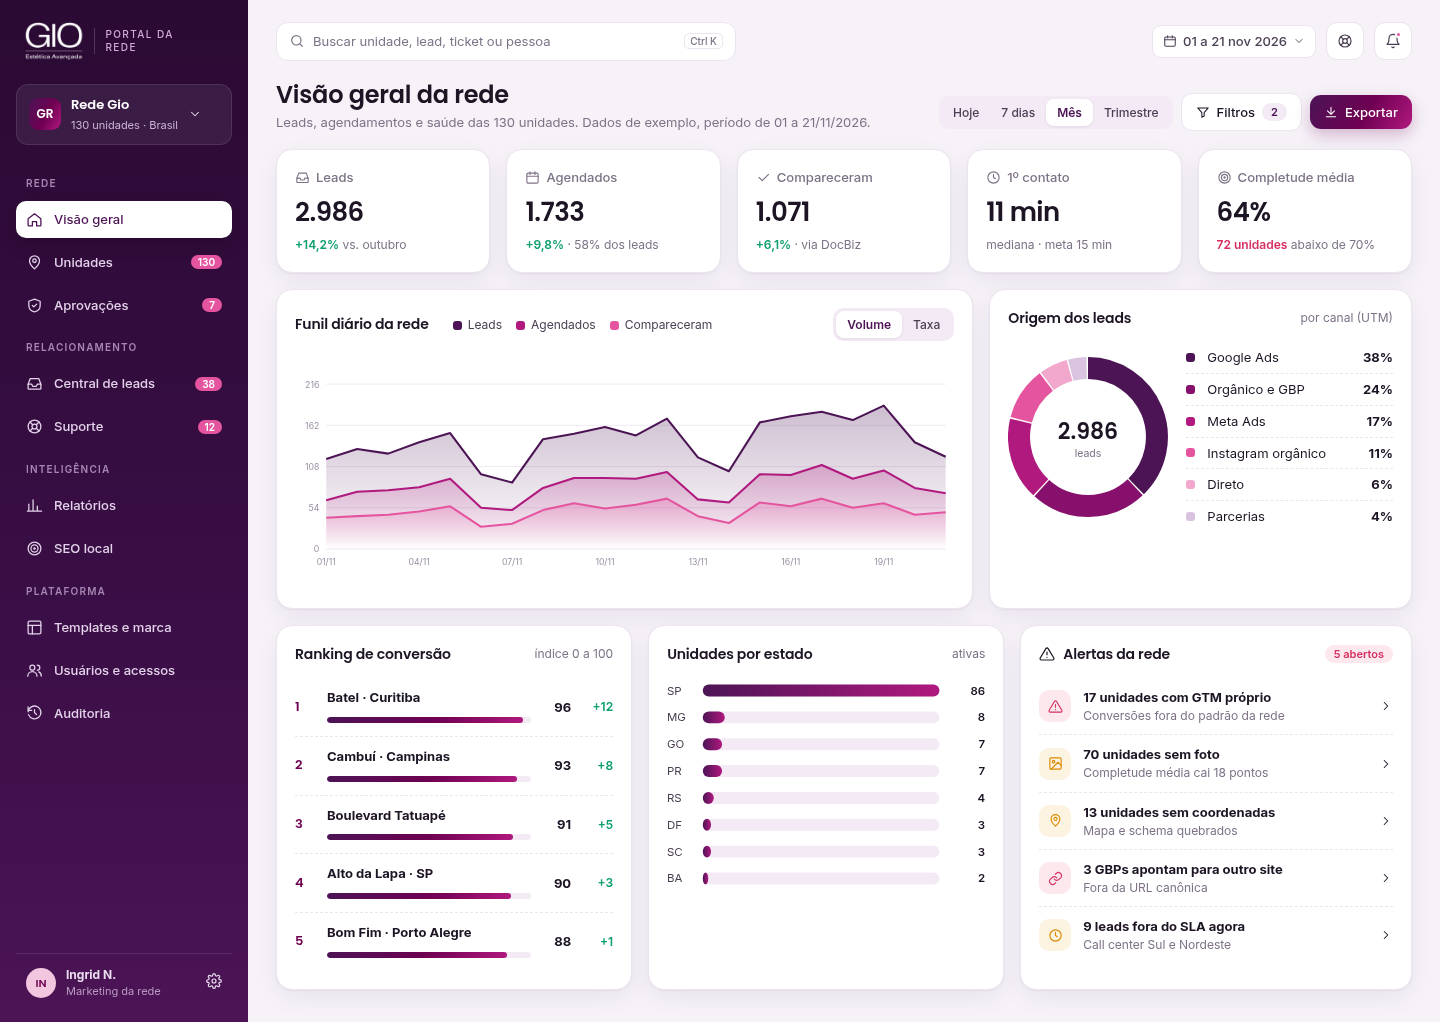 GIO
Estética Avançada
PORTAL DA
REDE
GR
Rede Gio
130 unidades · Brasil
REDE
Visão geral
Unidades 130
Aprovações 7
RELACIONAMENTO
Central de leads 38
Suporte 12
INTELIGÊNCIA
Relatórios
SEO local
PLATAFORMA
Templates e marca
Usuários e acessos
Auditoria
IN
Ingrid N.
Marketing da rede
Buscar unidade, lead, ticket ou pessoa Ctrl K
01 a 21 nov 2026
Visão geral da rede
Leads, agendamentos e saúde das 130 unidades. Dados de exemplo, período de 01 a 21/11/2026.
Hoje 7 dias Mês Trimestre
Filtros 2
Exportar
Leads
2.986
+14,2% vs. outubro
Agendados
1.733
+9,8% · 58% dos leads
Compareceram
1.071
+6,1% · via DocBiz
1º contato
11 min
mediana · meta 15 min
Completude média
64%
72 unidades abaixo de 70%
Funil diário da rede
Leads Agendados Compareceram
Volume Taxa
216
162
108
54
0
01/11 04/11 07/11 10/11 13/11 16/11 19/11
Origem dos leads por canal (UTM)
2.986
leads
Google Ads 38%
Orgânico e GBP 24%
Meta Ads 17%
Instagram orgânico 11%
Direto 6%
Parcerias 4%
Ranking de conversão índice 0 a 100
1 Batel · Curitiba 96 +12
2 Cambuí · Campinas 93 +8
3 Boulevard Tatuapé 91 +5
4 Alto da Lapa · SP 90 +3
5 Bom Fim · Porto Alegre 88 +1
Unidades por estado ativas
SP 86
MG 8
GO 7
PR 7
RS 4
DF 3
SC 3
BA 2
Alertas da rede 5 abertos
17 unidades com GTM próprio
Conversões fora do padrão da rede
70 unidades sem foto
Completude média cai 18 pontos
13 unidades sem coordenadas
Mapa e schema quebrados
3 GBPs apontam para outro site
Fora da URL canônica
9 leads fora do SLA agora
Call center Sul e Nordeste